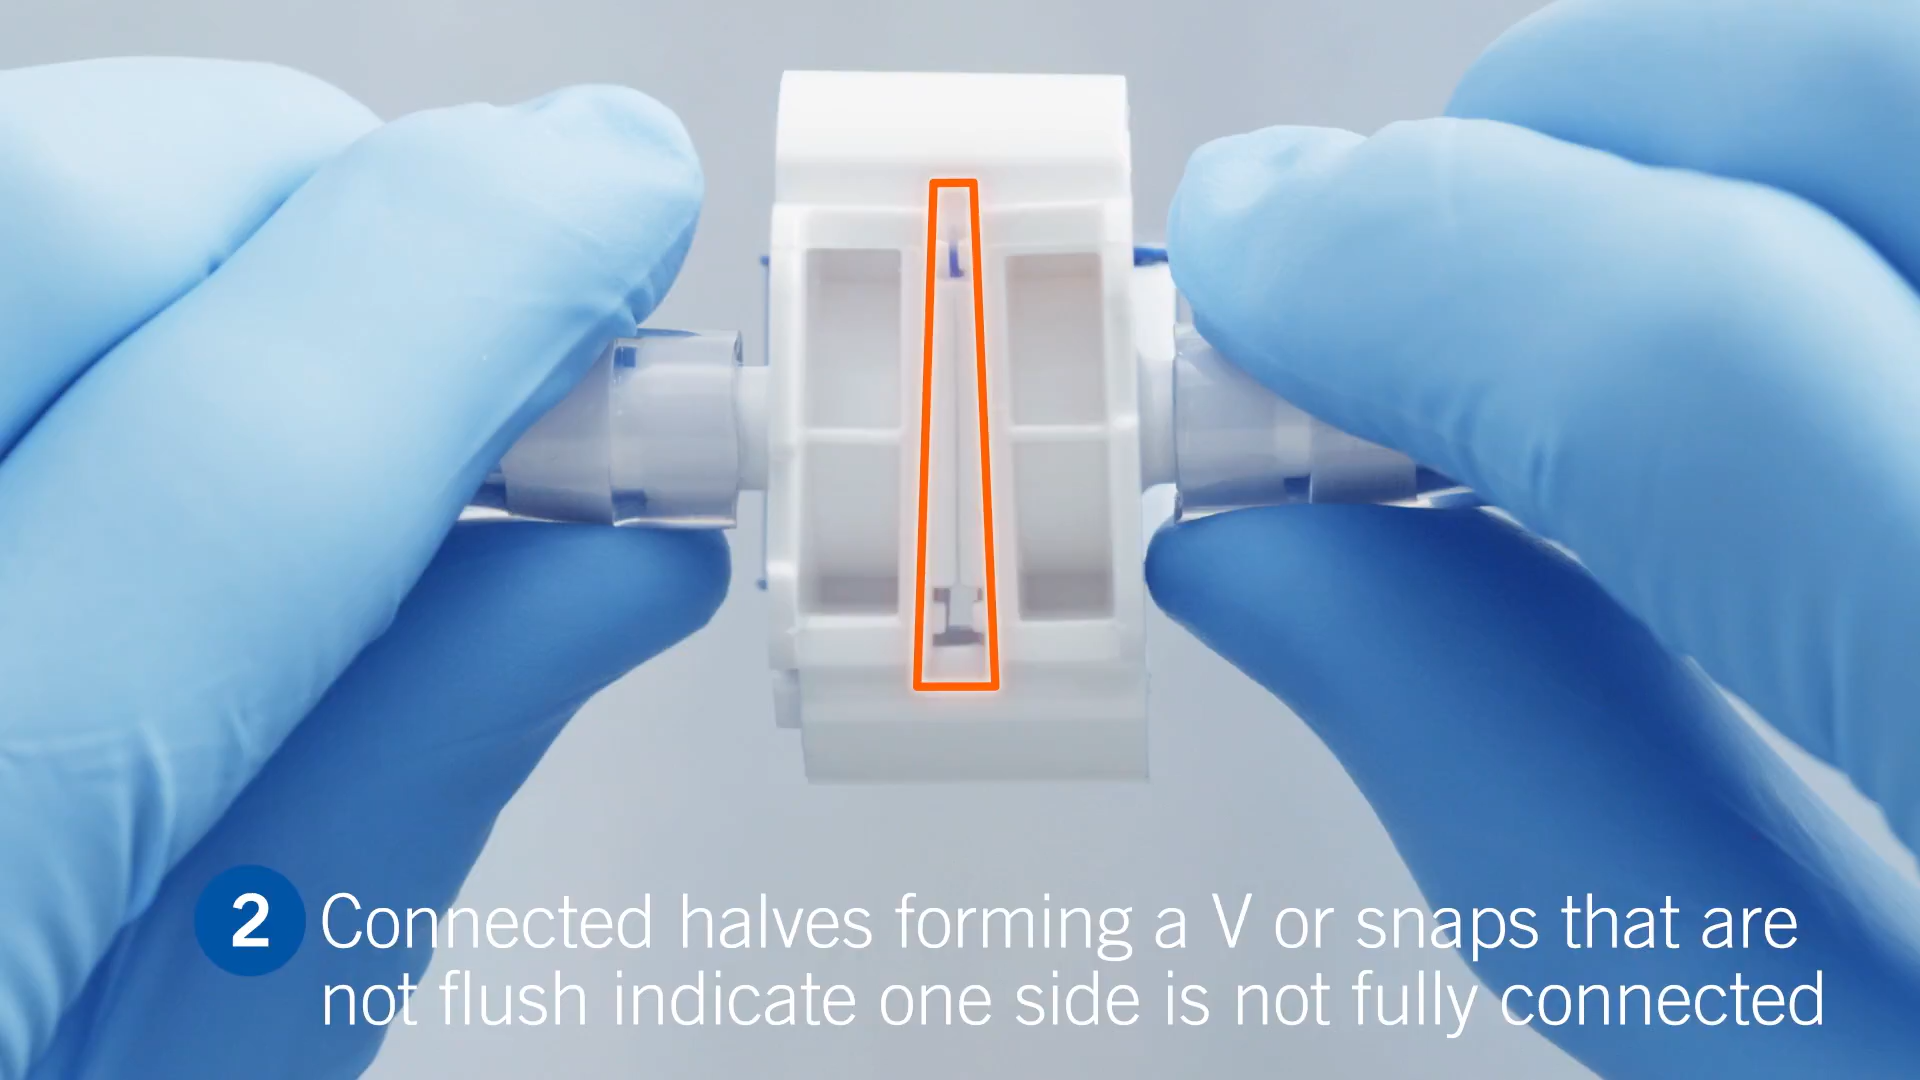 2 Connected halves forming a V or snaps that are
not flush indicate one side is not fully connected